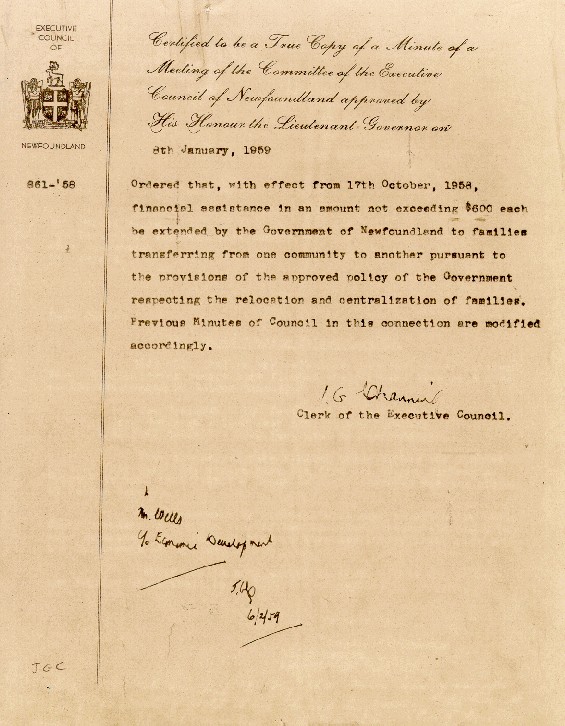 EXECUTIVE
COUNCIL
OF
NEWFOUNDLAND
Certified to be a True Copy of a Minute of a
Meeting of the Committee of the Executive
Council of Newfoundland approved by
His Honour the Lieutenant-Governor on
8th January, 1959
861-'58
Ordered that, with effect from 17th October, 1958,
financial assistance in an amount not exceeding $600 each
be extended by the Government of Newfoundland to families
transferring from one community to another pursuant to
the provisions of the approved policy of the Government
respecting the relocation and centralization of families.
Previous Minutes of Council in this connection are modified
accordingly.
J.G. Channing
Clerk of the Executive Council.
Mr. Wells
c/o Economic Development
6/2/59
JGC